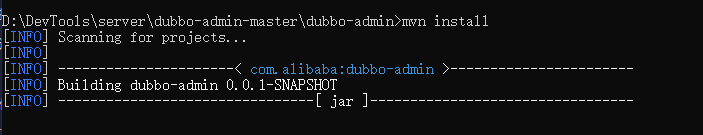 D:\DevTools\server\dubbo-admin-master\dubbo-admin>mvn install
[INFO] Scanning for projects...
[INFO]
[INFO] ----------------------< com.alibaba:dubbo-admin >-----------------------
[INFO] Building dubbo-admin 0.0.1-SNAPSHOT
[INFO] --------------------------------[ jar ]---------------------------------